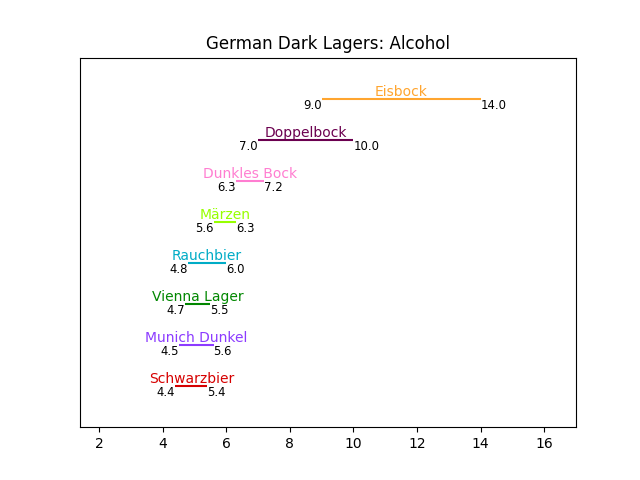 German Dark Lagers: Alcohol
Eisbock
9.0 14.0
Doppelbock
7.0 10.0
Dunkles Bock
6.3 7.2
Märzen
5.6 6.3
Rauchbier
4.8 6.0
Vienna Lager
4.7 5.5
Munich Dunkel
4.5 5.6
Schwarzbier
4.4 5.4
2 4 6 8 10 12 14 16